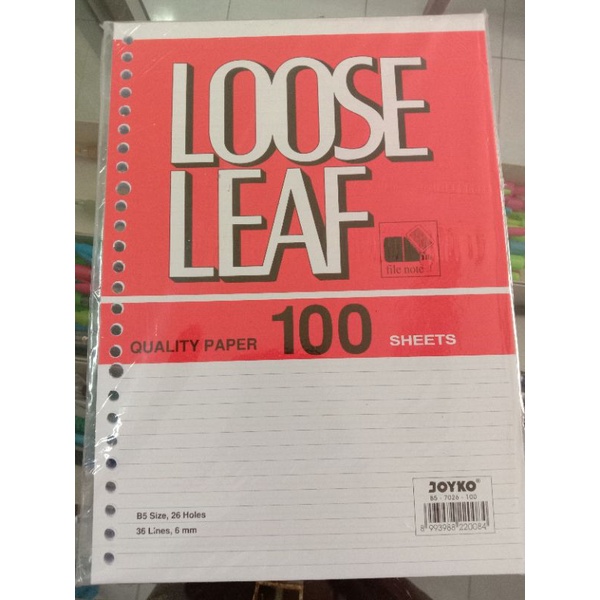 LOOSE
LEAF
file note
QUALITY PAPER 100 SHEETS
JOYKO
B5 - 7026 - 100
8 993988 220084
B5 Size, 26 Holes
36 Lines, 6 mm